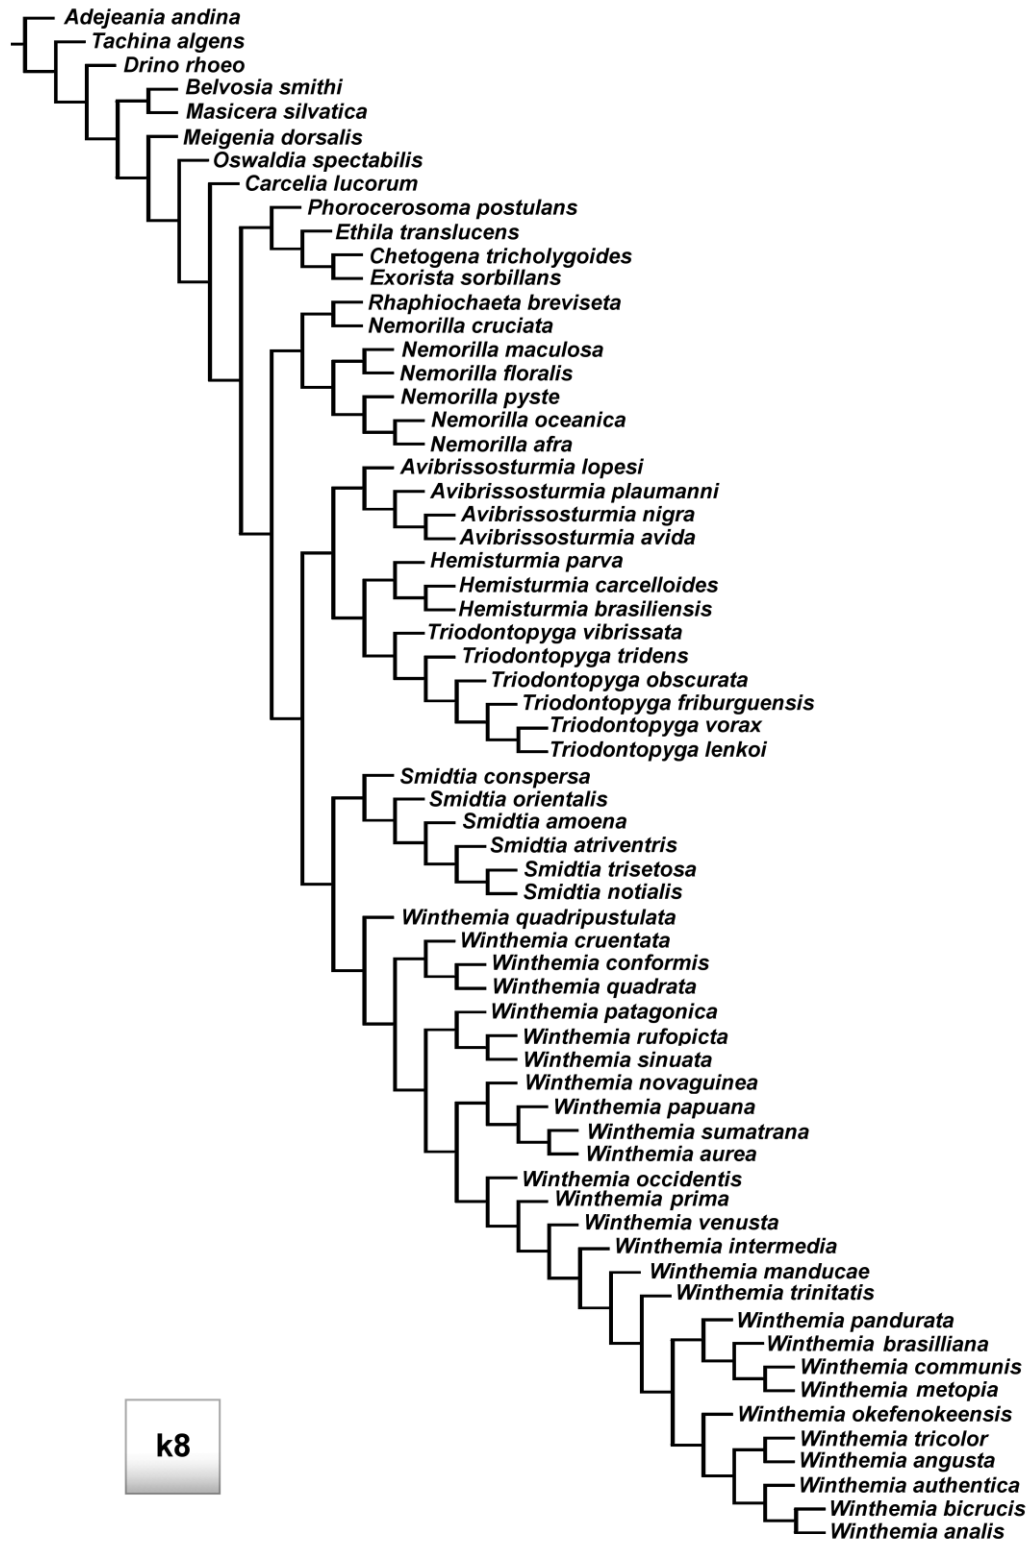 Adejeania andina
Tachina algens
Drino rhoeo
Belvosia smithi
Masicera silvatica
Meigenia dorsalis
Oswaldia spectabilis
Carcelia lucorum
Phorocerosoma postulans
Ethila translucens
Chetogena tricholygoides
Exorista sorbillans
Rhaphiochaeta breviseta
Nemorilla cruciata
Nemorilla maculosa
Nemorilla floralis
Nemorilla pyste
Nemorilla oceanica
Nemorilla afra
Avibrissosturmia lopesi
Avibrissosturmia plaumanni
Avibrissosturmia nigra
Avibrissosturmia avida
Hemisturmia parva
Hemisturmia carcelloides
Hemisturmia brasiliensis
Triodontopyga vibrissata
Triodontopyga tridens
Triodontopyga obscurata
Triodontopyga friburguensis
Triodontopyga vorax
Triodontopyga lenkoi
Smidtia conspersa
Smidtia orientalis
Smidtia amoena
Smidtia atriventris
Smidtia trisetosa
Smidtia notialis
Winthemia quadripustulata
Winthemia cruentata
Winthemia conformis
Winthemia quadrata
Winthemia patagonica
Winthemia rufopicta
Winthemia sinuata
Winthemia novaguinea
Winthemia papuana
Winthemia sumatrana
Winthemia aurea
Winthemia occidentis
Winthemia prima
Winthemia venusta
Winthemia intermedia
Winthemia manducae
Winthemia trinitatis
Winthemia pandurata
Winthemia brasilliana
Winthemia communis
Winthemia metopia
Winthemia okefenokeensis
Winthemia tricolor
Winthemia angusta
Winthemia authentica
Winthemia bicrucis
Winthemia analis
k8